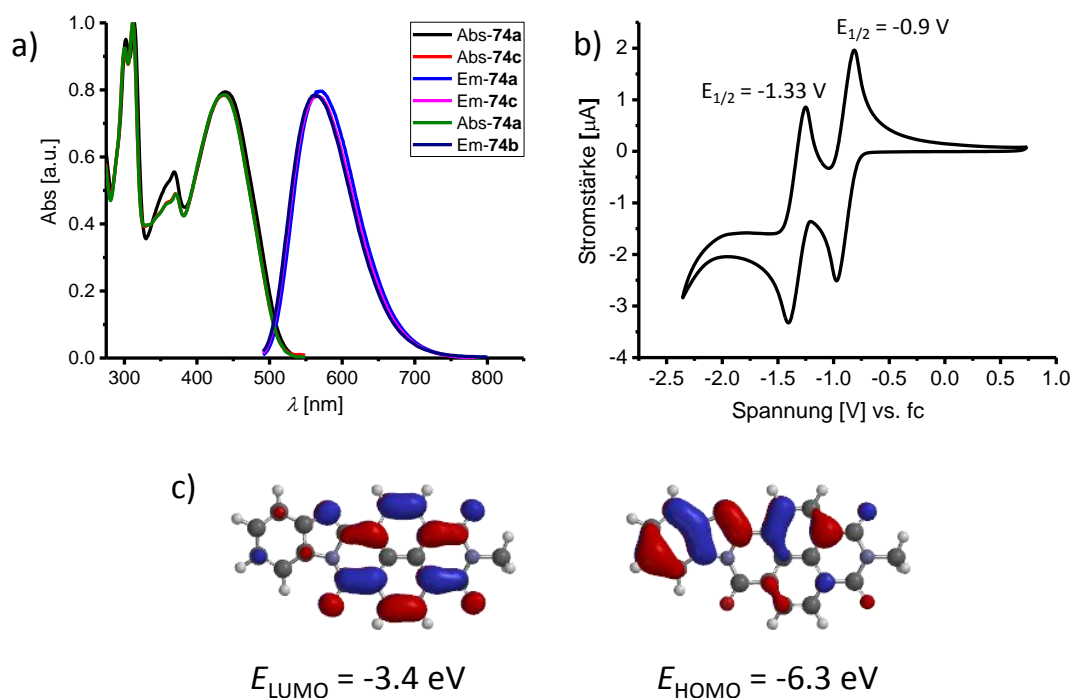 a)
Abs [a.u.]
1.0
0.8
0.6
0.4
0.2
0.0
300 400 500 600 700 800
λ [nm]
Abs-74a
Abs-74c
Em-74a
Em-74c
Abs-74a
Em-74b
b)
E1/2 = -0.9 V
E1/2 = -1.33 V
Stromstärke [µA]
2
1
0
-1
-2
-3
-4
-2.5 -2.0 -1.5 -1.0 -0.5 0.0 0.5 1.0
Spannung [V] vs. fc
c)
ELUMO = -3.4 eV
EHOMO = -6.3 eV